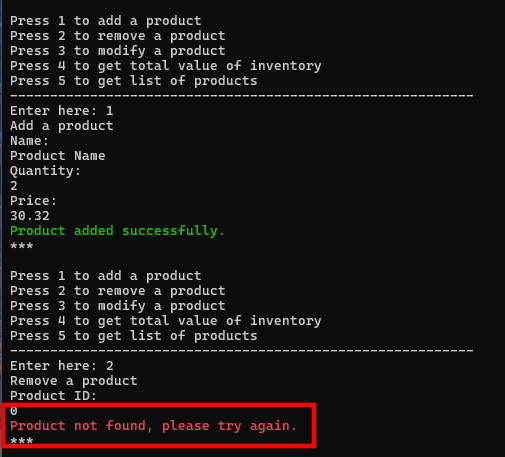 Press 1 to add a product
Press 2 to remove a product
Press 3 to modify a product
Press 4 to get total value of inventory
Press 5 to get list of products
----------------------------------------------------------
Enter here: 1
Add a product
Name:
Product Name
Quantity:
2
Price:
30.32
Product added successfully.
***
Press 1 to add a product
Press 2 to remove a product
Press 3 to modify a product
Press 4 to get total value of inventory
Press 5 to get list of products
----------------------------------------------------------
Enter here: 2
Remove a product
Product ID:
0
Product not found, please try again.
***